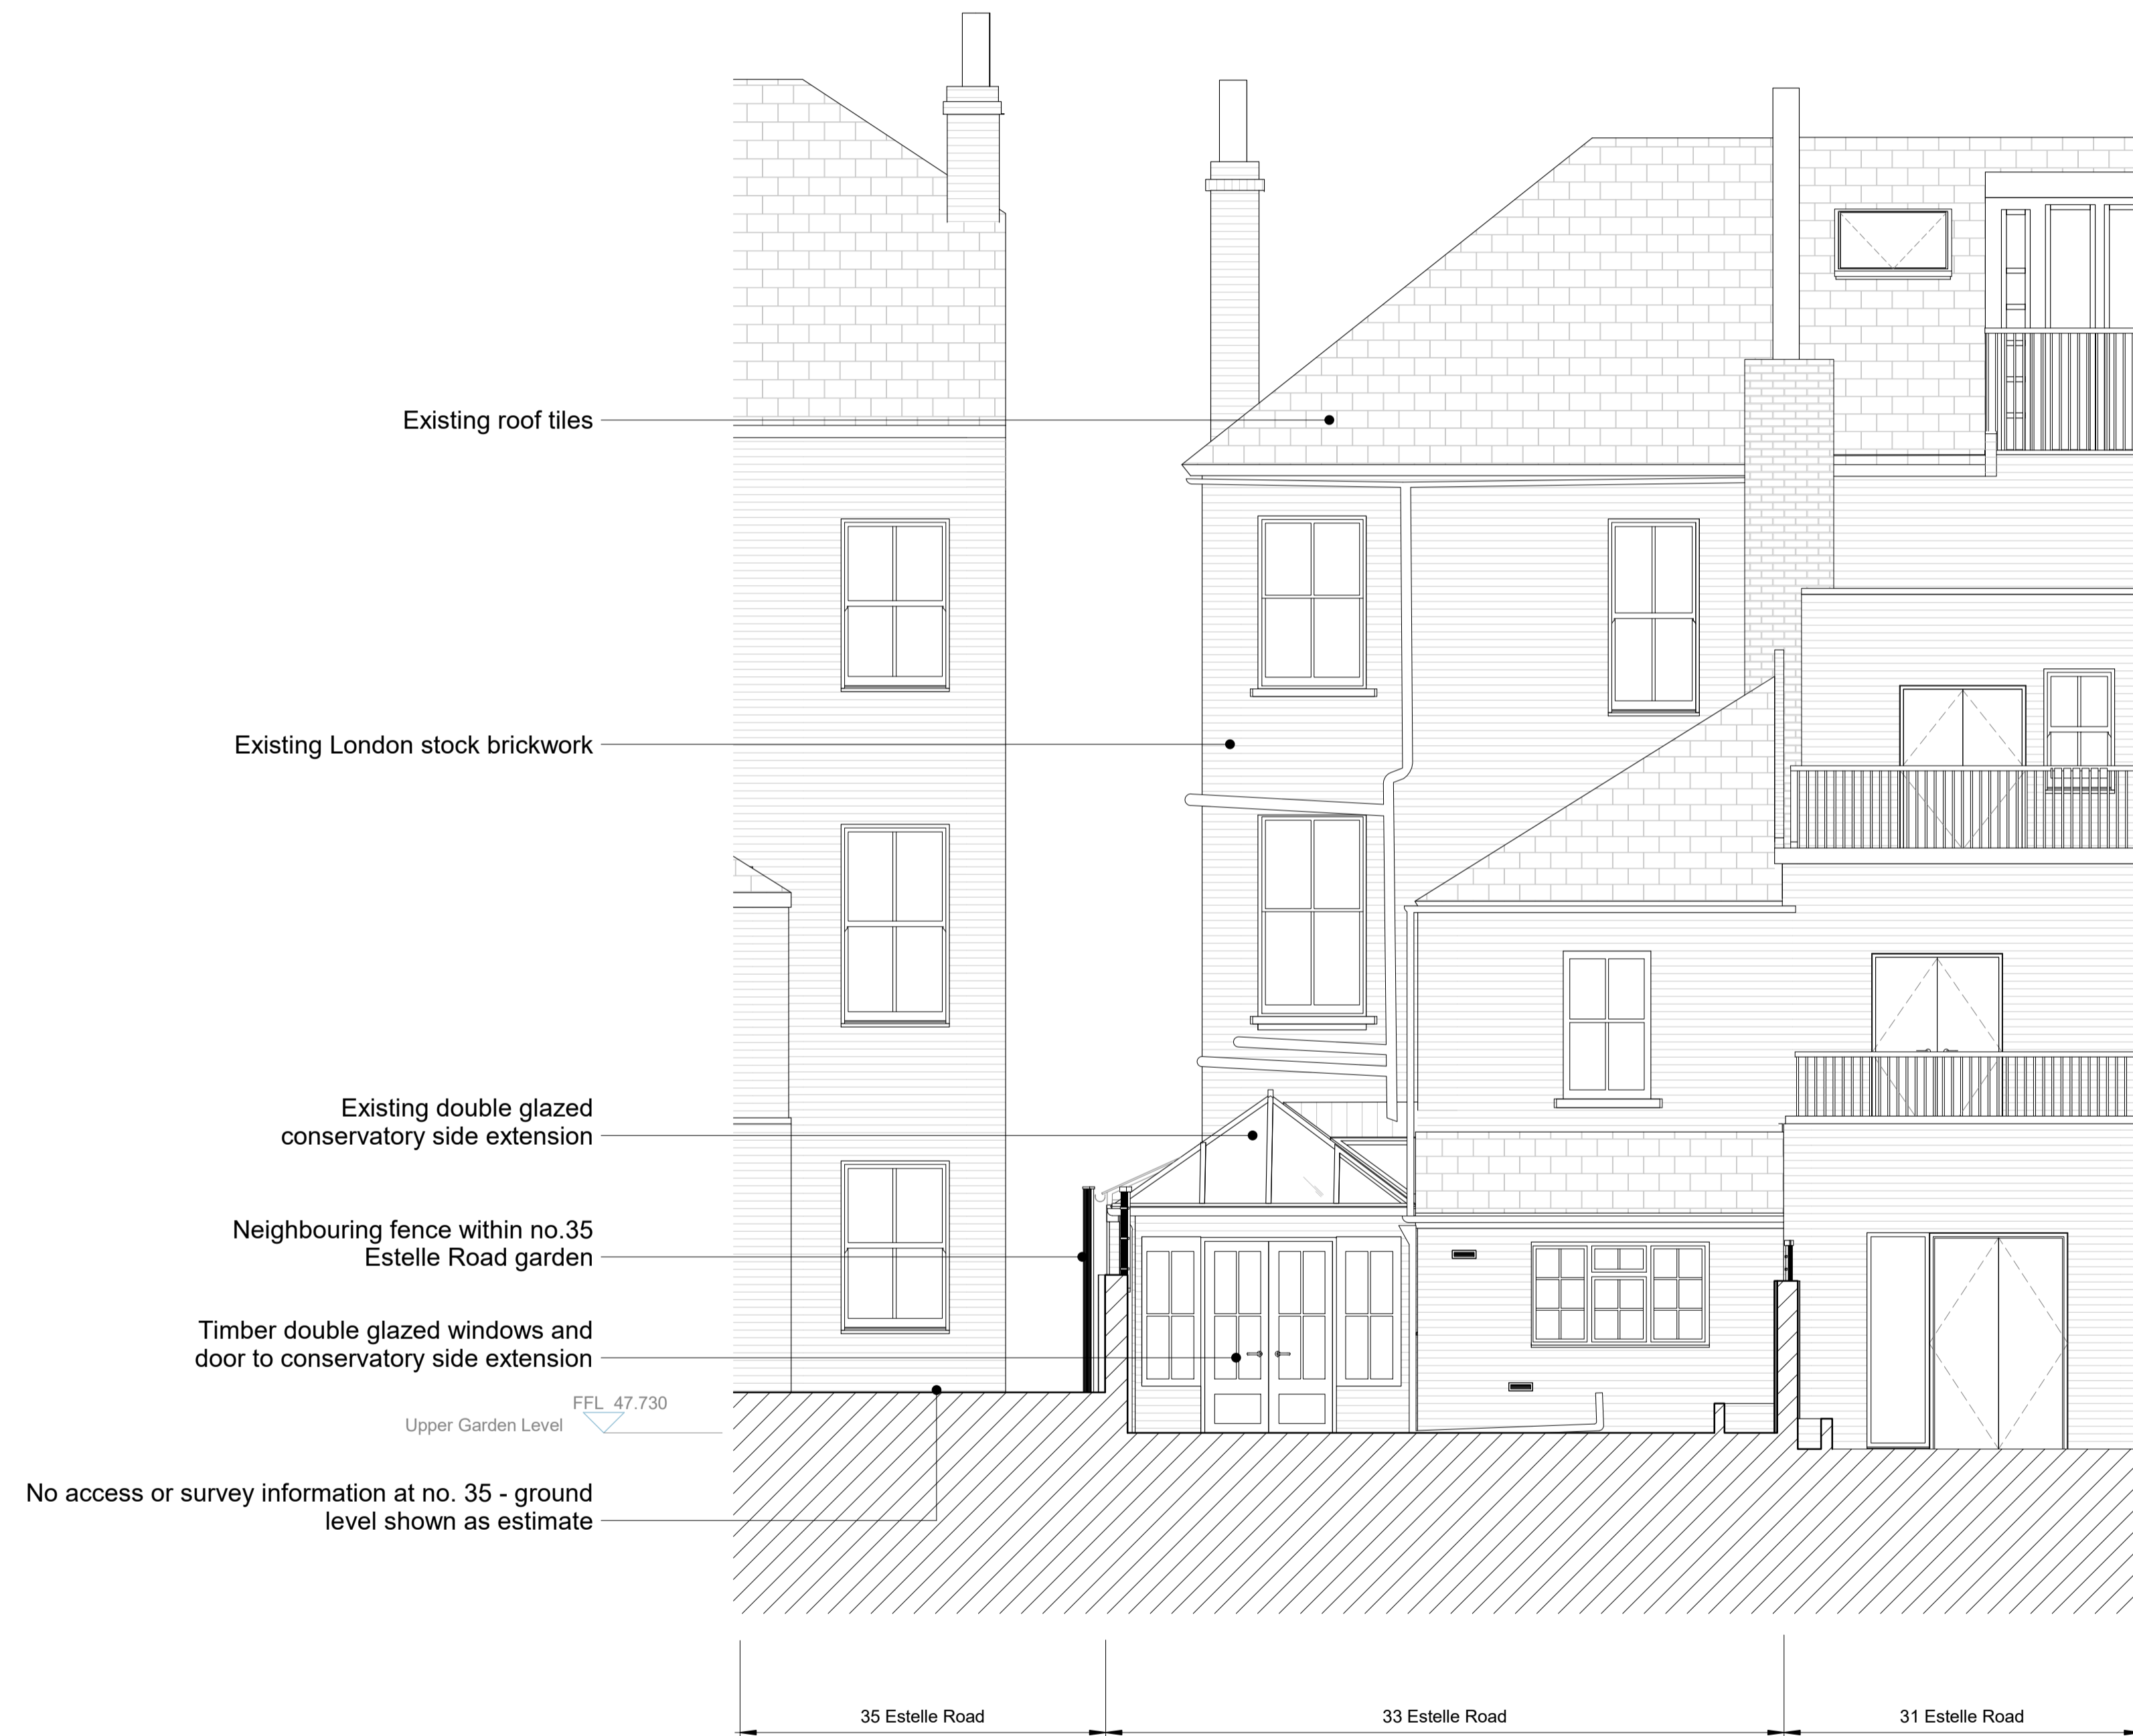 Existing roof tiles
Existing London stock brickwork
Existing double glazed
conservatory side extension
Neighbouring fence within no.35
Estelle Road garden
Timber double glazed windows and
door to conservatory side extension
FFL 47.730
Upper Garden Level
No access or survey information at no. 35 - ground
level shown as estimate
35 Estelle Road
33 Estelle Road
31 Estelle Road